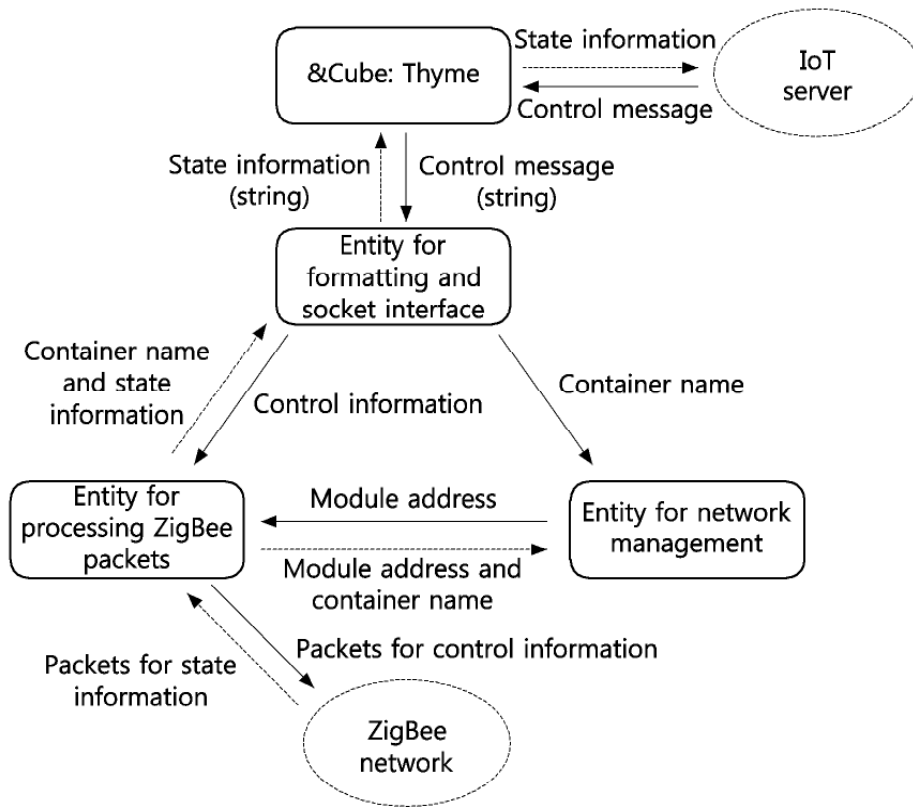 State information
&Cube: Thyme
IoT
server
Control message
State information
(string)
Control message
(string)
Entity for
formatting and
socket interface
Container name
and state
information
Control information
Container name
Entity for
processing ZigBee
packets
Module address
Entity for network
management
Module address and
container name
Packets for control information
Packets for state
information
ZigBee
network